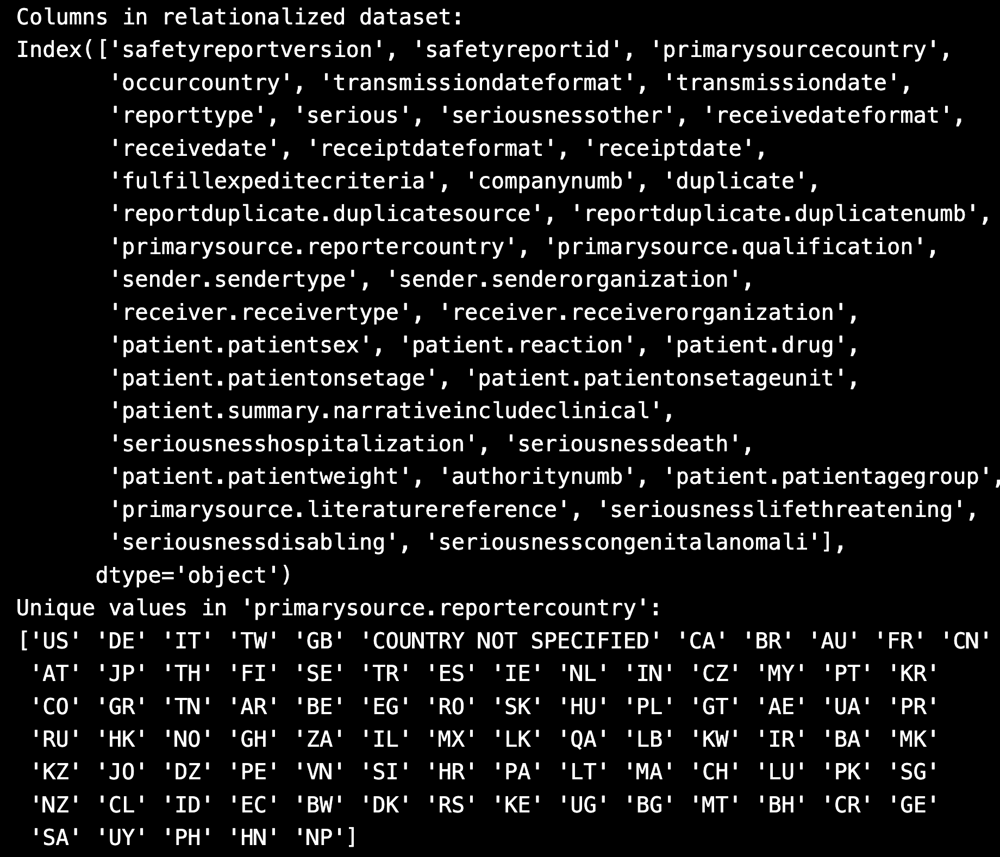 Columns in relationalized dataset:
Index(['safetyreportversion', 'safetyreportid', 'primarysourcecountry',
'occurcountry', 'transmissiondateformat', 'transmissiondate',
'reporttype', 'serious', 'seriousnessother', 'receivedateformat',
'receivedate', 'receiptdateformat', 'receiptdate',
'fulfillexpeditecriteria', 'companynumb', 'duplicate',
'reportduplicate.duplicatesource', 'reportduplicate.duplicatenumb',
'primarysource.reportercountry', 'primarysource.qualification',
'sender.sendertype', 'sender.senderorganization',
'receiver.receivertype', 'receiver.receiverorganization',
'patient.patientsex', 'patient.reaction', 'patient.drug',
'patient.patientonsetage', 'patient.patientonsetageunit',
'patient.summary.narrativeincludeclinical',
'seriousnesshospitalization', 'seriousnessdeath',
'patient.patientweight', 'authoritynumb', 'patient.patientagegroup',
'primarysource.literaturereference', 'seriousnesslifethreatening',
'seriousnessdisabling', 'seriousnesscongenitalanomali'],
dtype='object')
Unique values in 'primarysource.reportercountry':
['US' 'DE' 'IT' 'TW' 'GB' 'COUNTRY NOT SPECIFIED' 'CA' 'BR' 'AU' 'FR' 'CN'
'AT' 'JP' 'TH' 'FI' 'SE' 'TR' 'ES' 'IE' 'NL' 'IN' 'CZ' 'MY' 'PT' 'KR'
'CO' 'GR' 'TN' 'AR' 'BE' 'EG' 'RO' 'SK' 'HU' 'PL' 'GT' 'AE' 'UA' 'PR'
'RU' 'HK' 'NO' 'GH' 'ZA' 'IL' 'MX' 'LK' 'QA' 'LB' 'KW' 'IR' 'BA' 'MK'
'KZ' 'JO' 'DZ' 'PE' 'VN' 'SI' 'HR' 'PA' 'LT' 'MA' 'CH' 'LU' 'PK' 'SG'
'NZ' 'CL' 'ID' 'EC' 'BW' 'DK' 'RS' 'KE' 'UG' 'BG' 'MT' 'BH' 'CR' 'GE'
'SA' 'UY' 'PH' 'HN' 'NP']